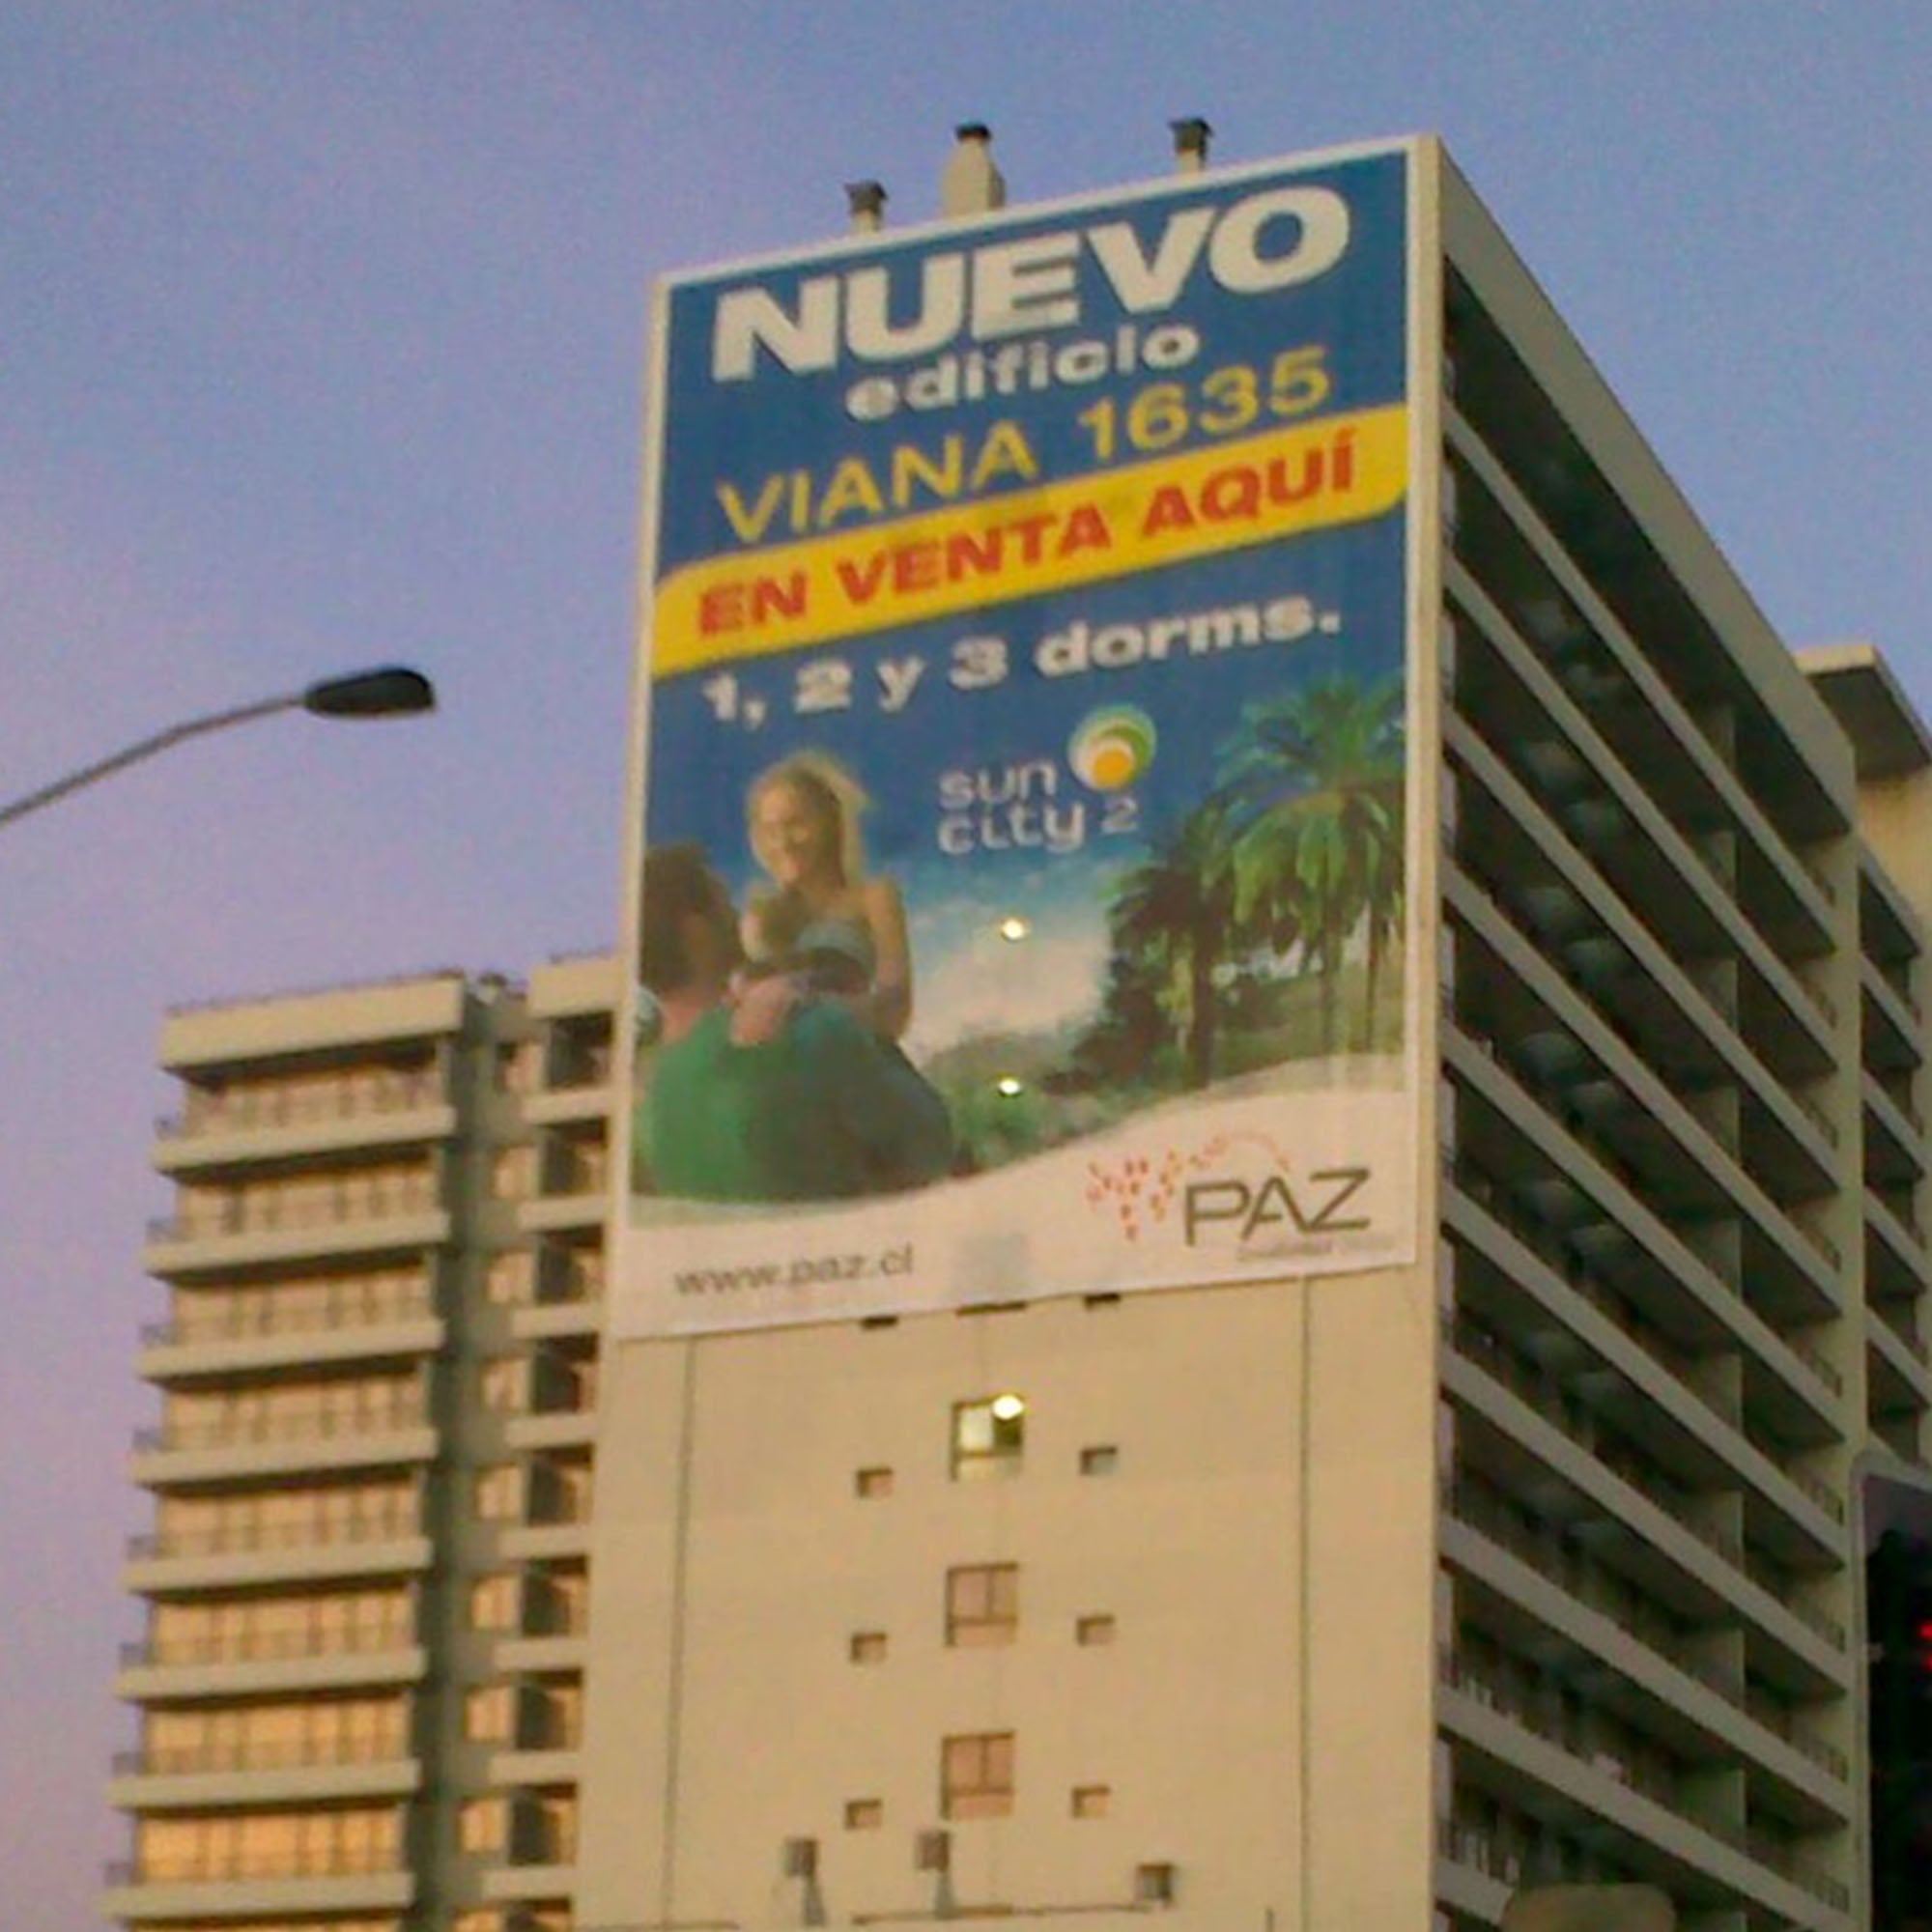 NUEVO
edificio
VIANA 1635
EN VENTA AQUÍ
1, 2 y 3 dorms.
sun
city 2
PAZ
www.paz.cl